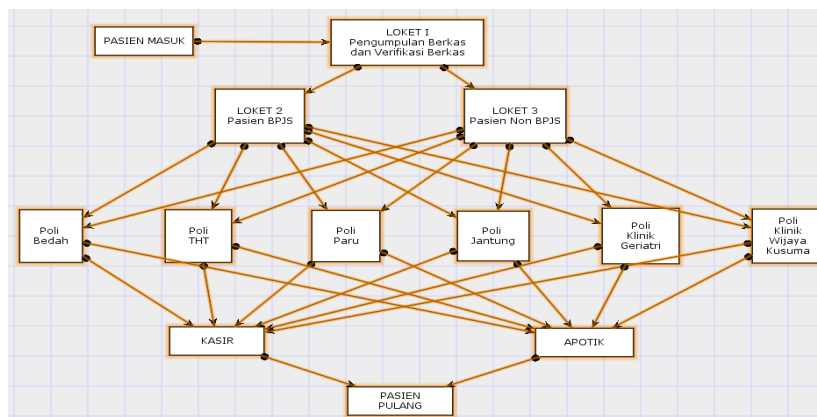 PASIEN MASUK
LOKET I
Pengumpulan Berkas
dan Verifikasi Berkas
LOKET 2
Pasien BPJS
LOKET 3
Pasien Non BPJS
Poli
Bedah
Poli
THT
Poli
Paru
Poli
Jantung
Poli
Klinik
Geriatri
Poli
Klinik
Wijaya
Kusuma
KASIR
APOTIK
PASIEN
PULANG